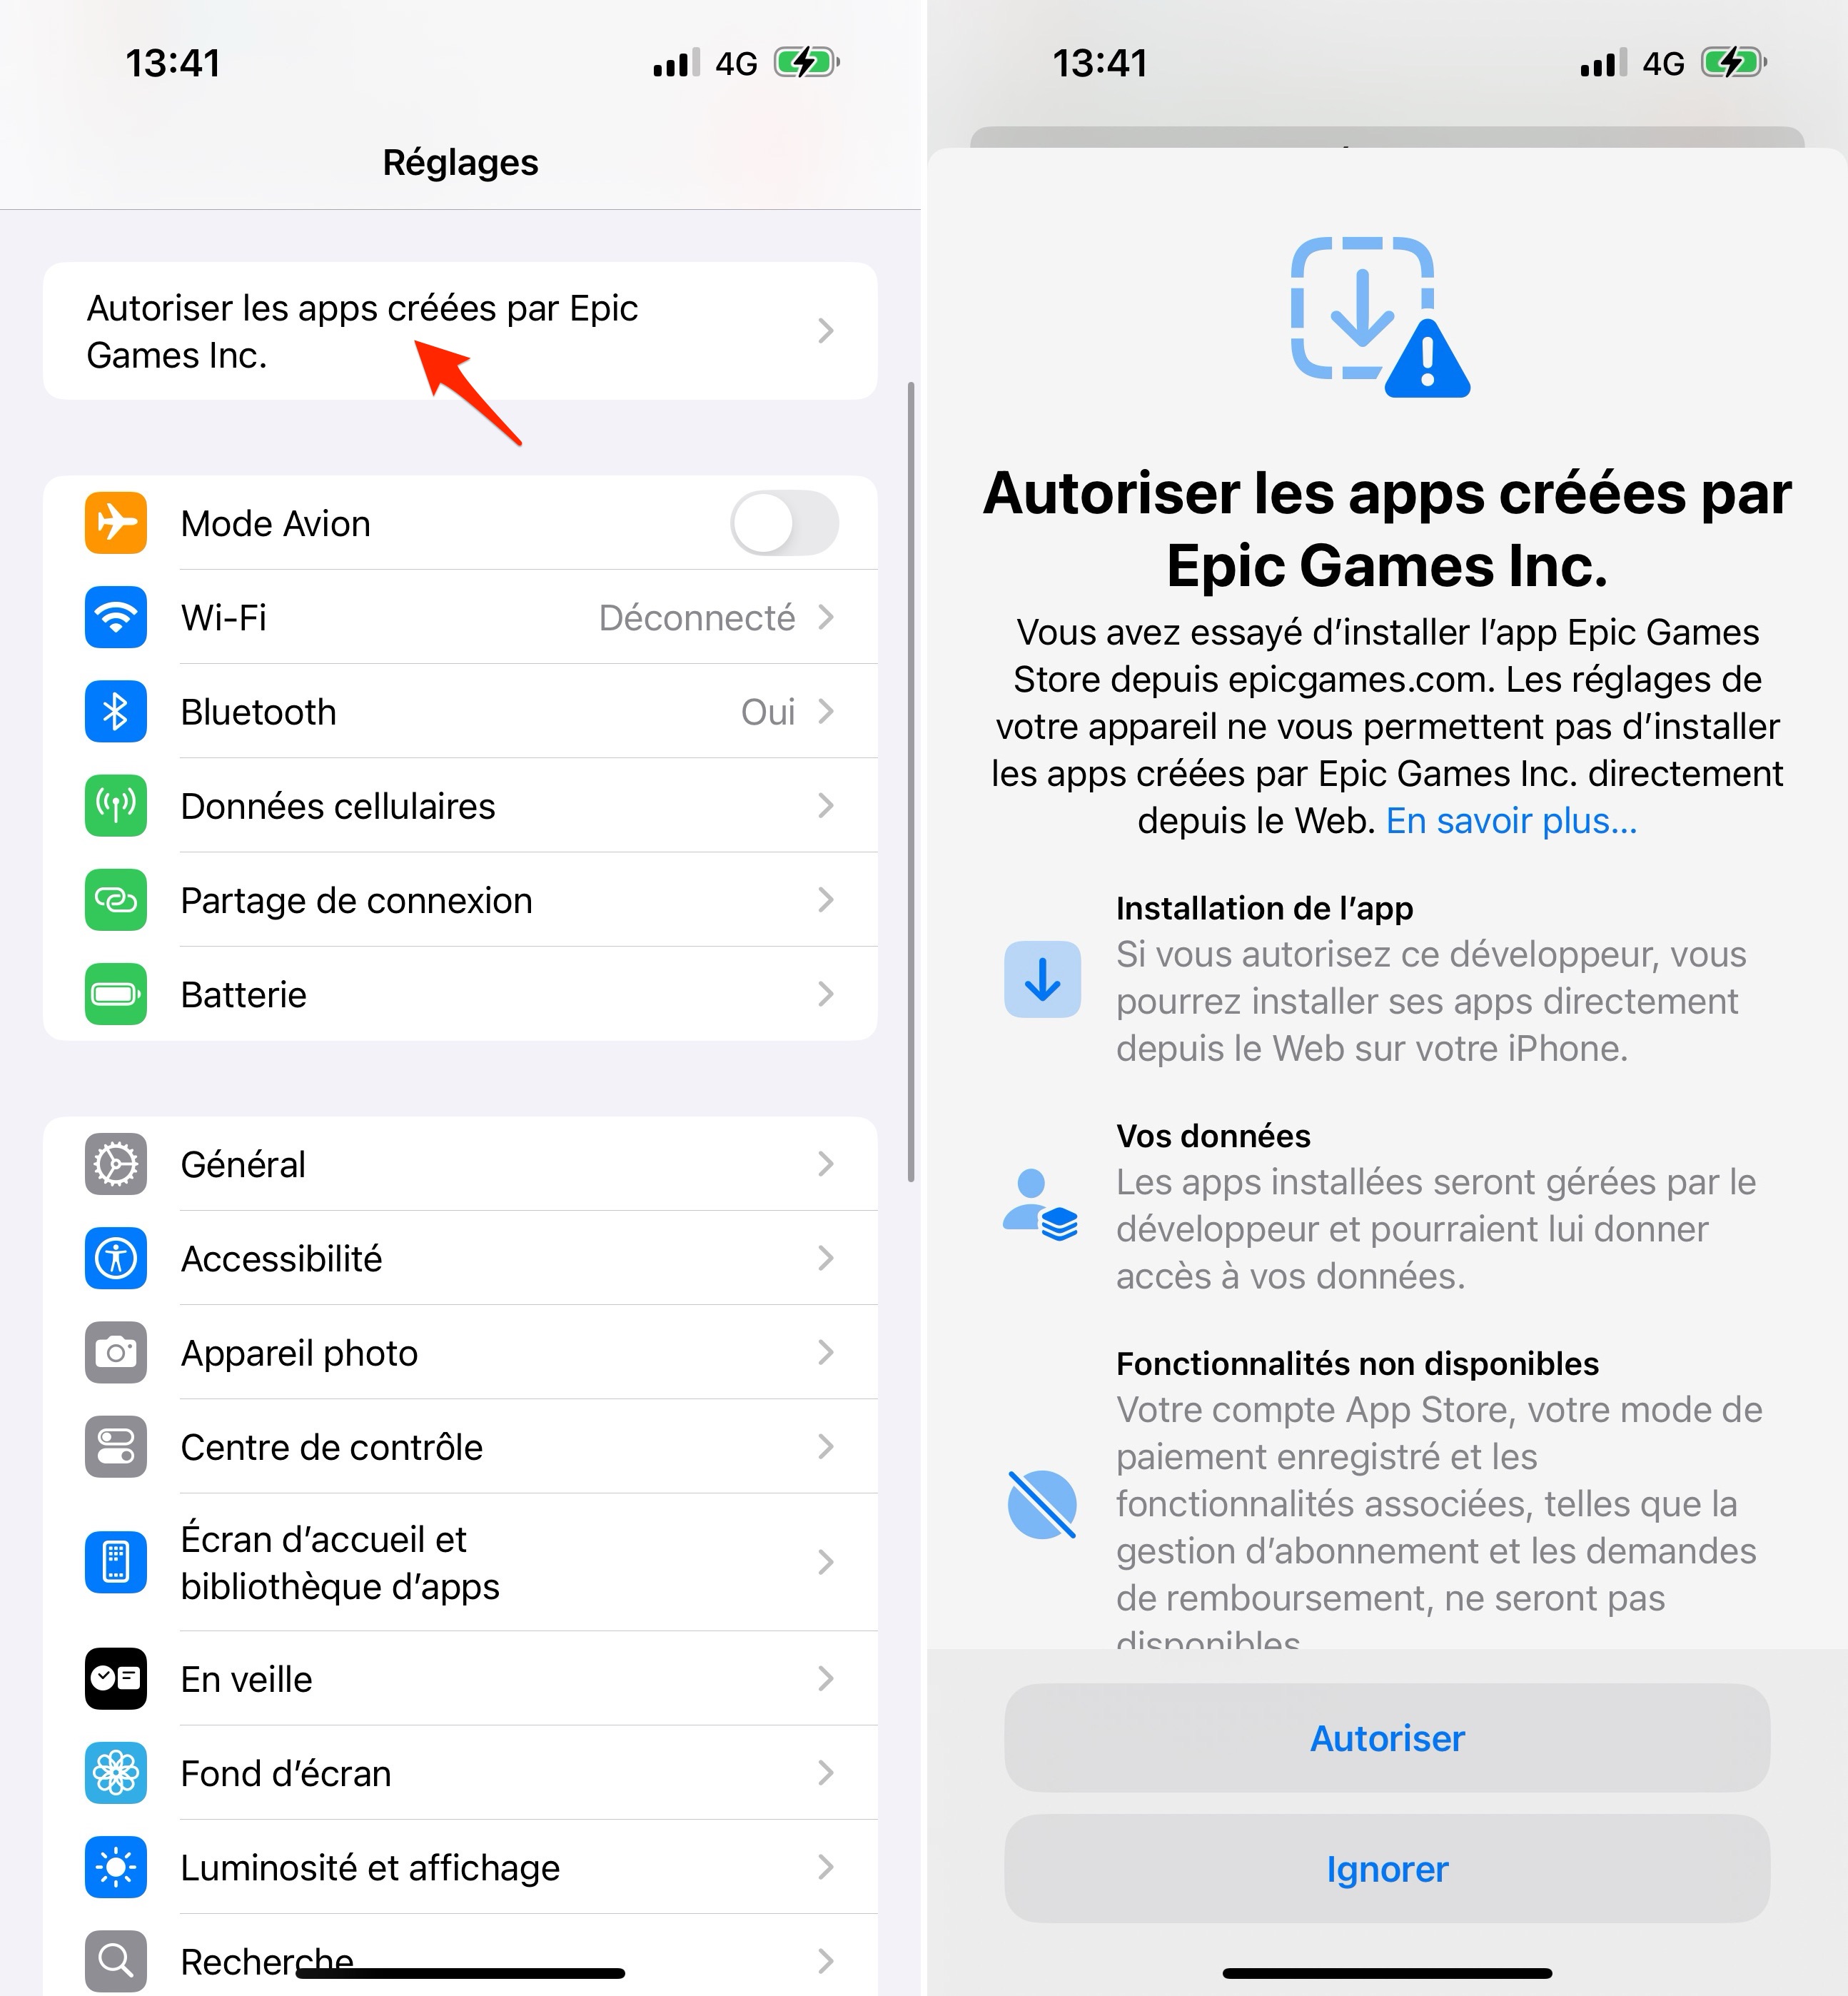 13:41
4G
Réglages
Autoriser les apps créées par Epic
Games Inc.
Mode Avion
Wi-Fi
Déconnecté
Bluetooth
Oui
Données cellulaires
Partage de connexion
Batterie
Général
Accessibilité
Appareil photo
Centre de contrôle
Écran d’accueil et
bibliothèque d’apps
En veille
Fond d’écran
Luminosité et affichage
Recherche
13:41
4G
Autoriser les apps créées par
Epic Games Inc.
Vous avez essayé d’installer l’app Epic Games
Store depuis epicgames.com. Les réglages de
votre appareil ne vous permettent pas d’installer
les apps créées par Epic Games Inc. directement
depuis le Web. En savoir plus...
Installation de l’app
Si vous autorisez ce développeur, vous
pourrez installer ses apps directement
depuis le Web sur votre iPhone.
Vos données
Les apps installées seront gérées par le
développeur et pourraient lui donner
accès à vos données.
Fonctionnalités non disponibles
Votre compte App Store, votre mode de
paiement enregistré et les
fonctionnalités associées, telles que la
gestion d’abonnement et les demandes
de remboursement, ne seront pas
disponibles.
Autoriser
Ignorer